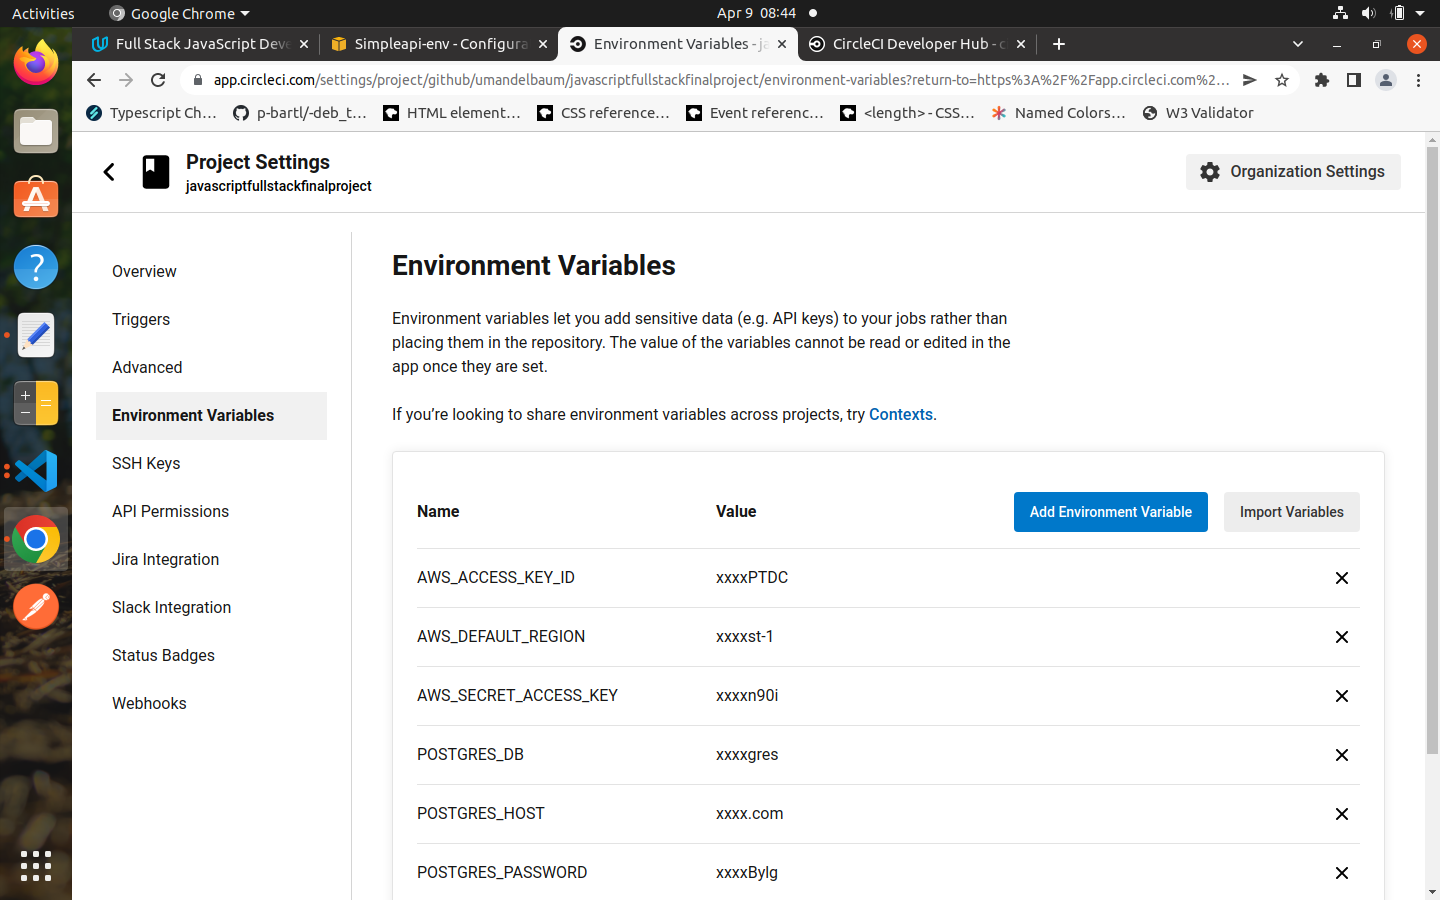 Activities
Google Chrome
Apr 9 08:44
Full Stack JavaScript Deve
Simpleapi-env - Configura
Environment Variables - ja
CircleCI Developer Hub - c
app.circleci.com/settings/project/github/umandelbaum/javascriptfullstackfinalproject/environment-variables?return-to=https%3A%2F%2Fapp.circleci.com%2...
Typescript Ch...
p-bartl/-deb_t...
HTML element...
CSS reference...
Event referenc...
<length> - CSS...
Named Colors...
W3 Validator
Project Settings
javascriptfullstackfinalproject
Organization Settings
Overview
Triggers
Advanced
Environment Variables
SSH Keys
API Permissions
Jira Integration
Slack Integration
Status Badges
Webhooks
Environment Variables
Environment variables let you add sensitive data (e.g. API keys) to your jobs rather than
placing them in the repository. The value of the variables cannot be read or edited in the
app once they are set.
If you’re looking to share environment variables across projects, try Contexts.
Name Value Add Environment Variable Import Variables
AWS_ACCESS_KEY_ID xxxxPTDC
AWS_DEFAULT_REGION xxxxst-1
AWS_SECRET_ACCESS_KEY xxxxn90i
POSTGRES_DB xxxxgres
POSTGRES_HOST xxxx.com
POSTGRES_PASSWORD xxxxBylg